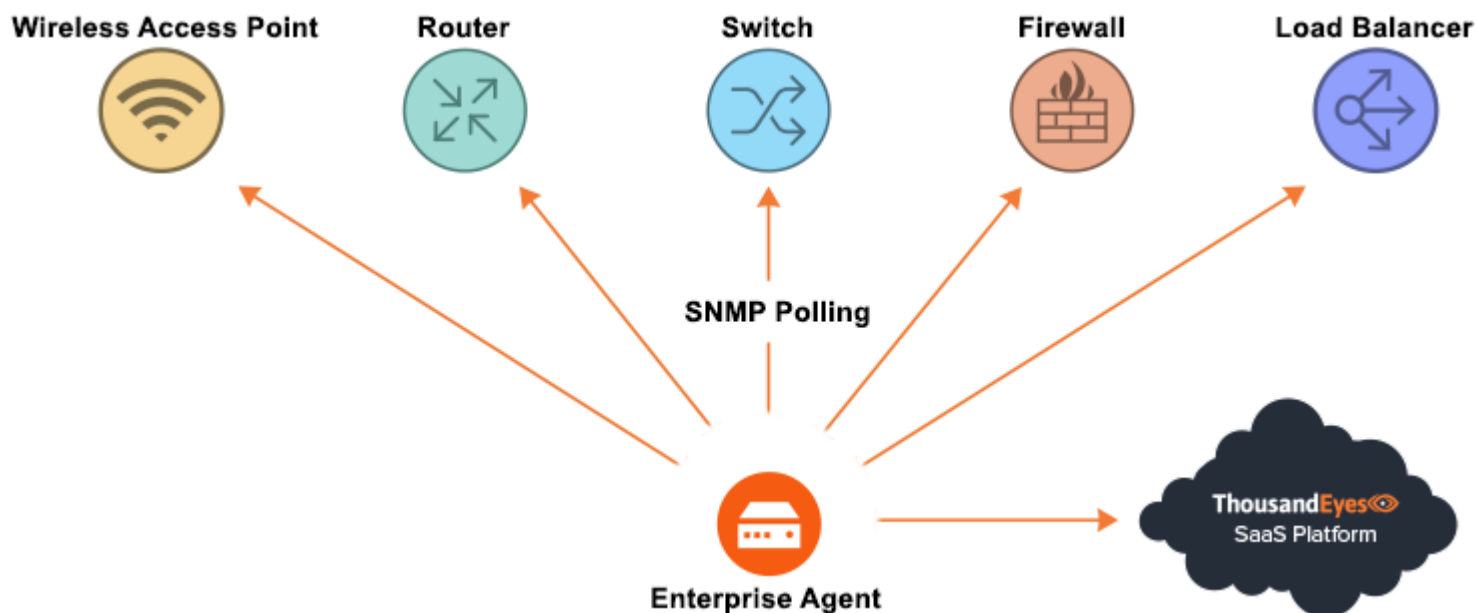 Wireless Access Point
Router
Switch
Firewall
Load Balancer
SNMP Polling
ThousandEyes
SaaS Platform
Enterprise Agent